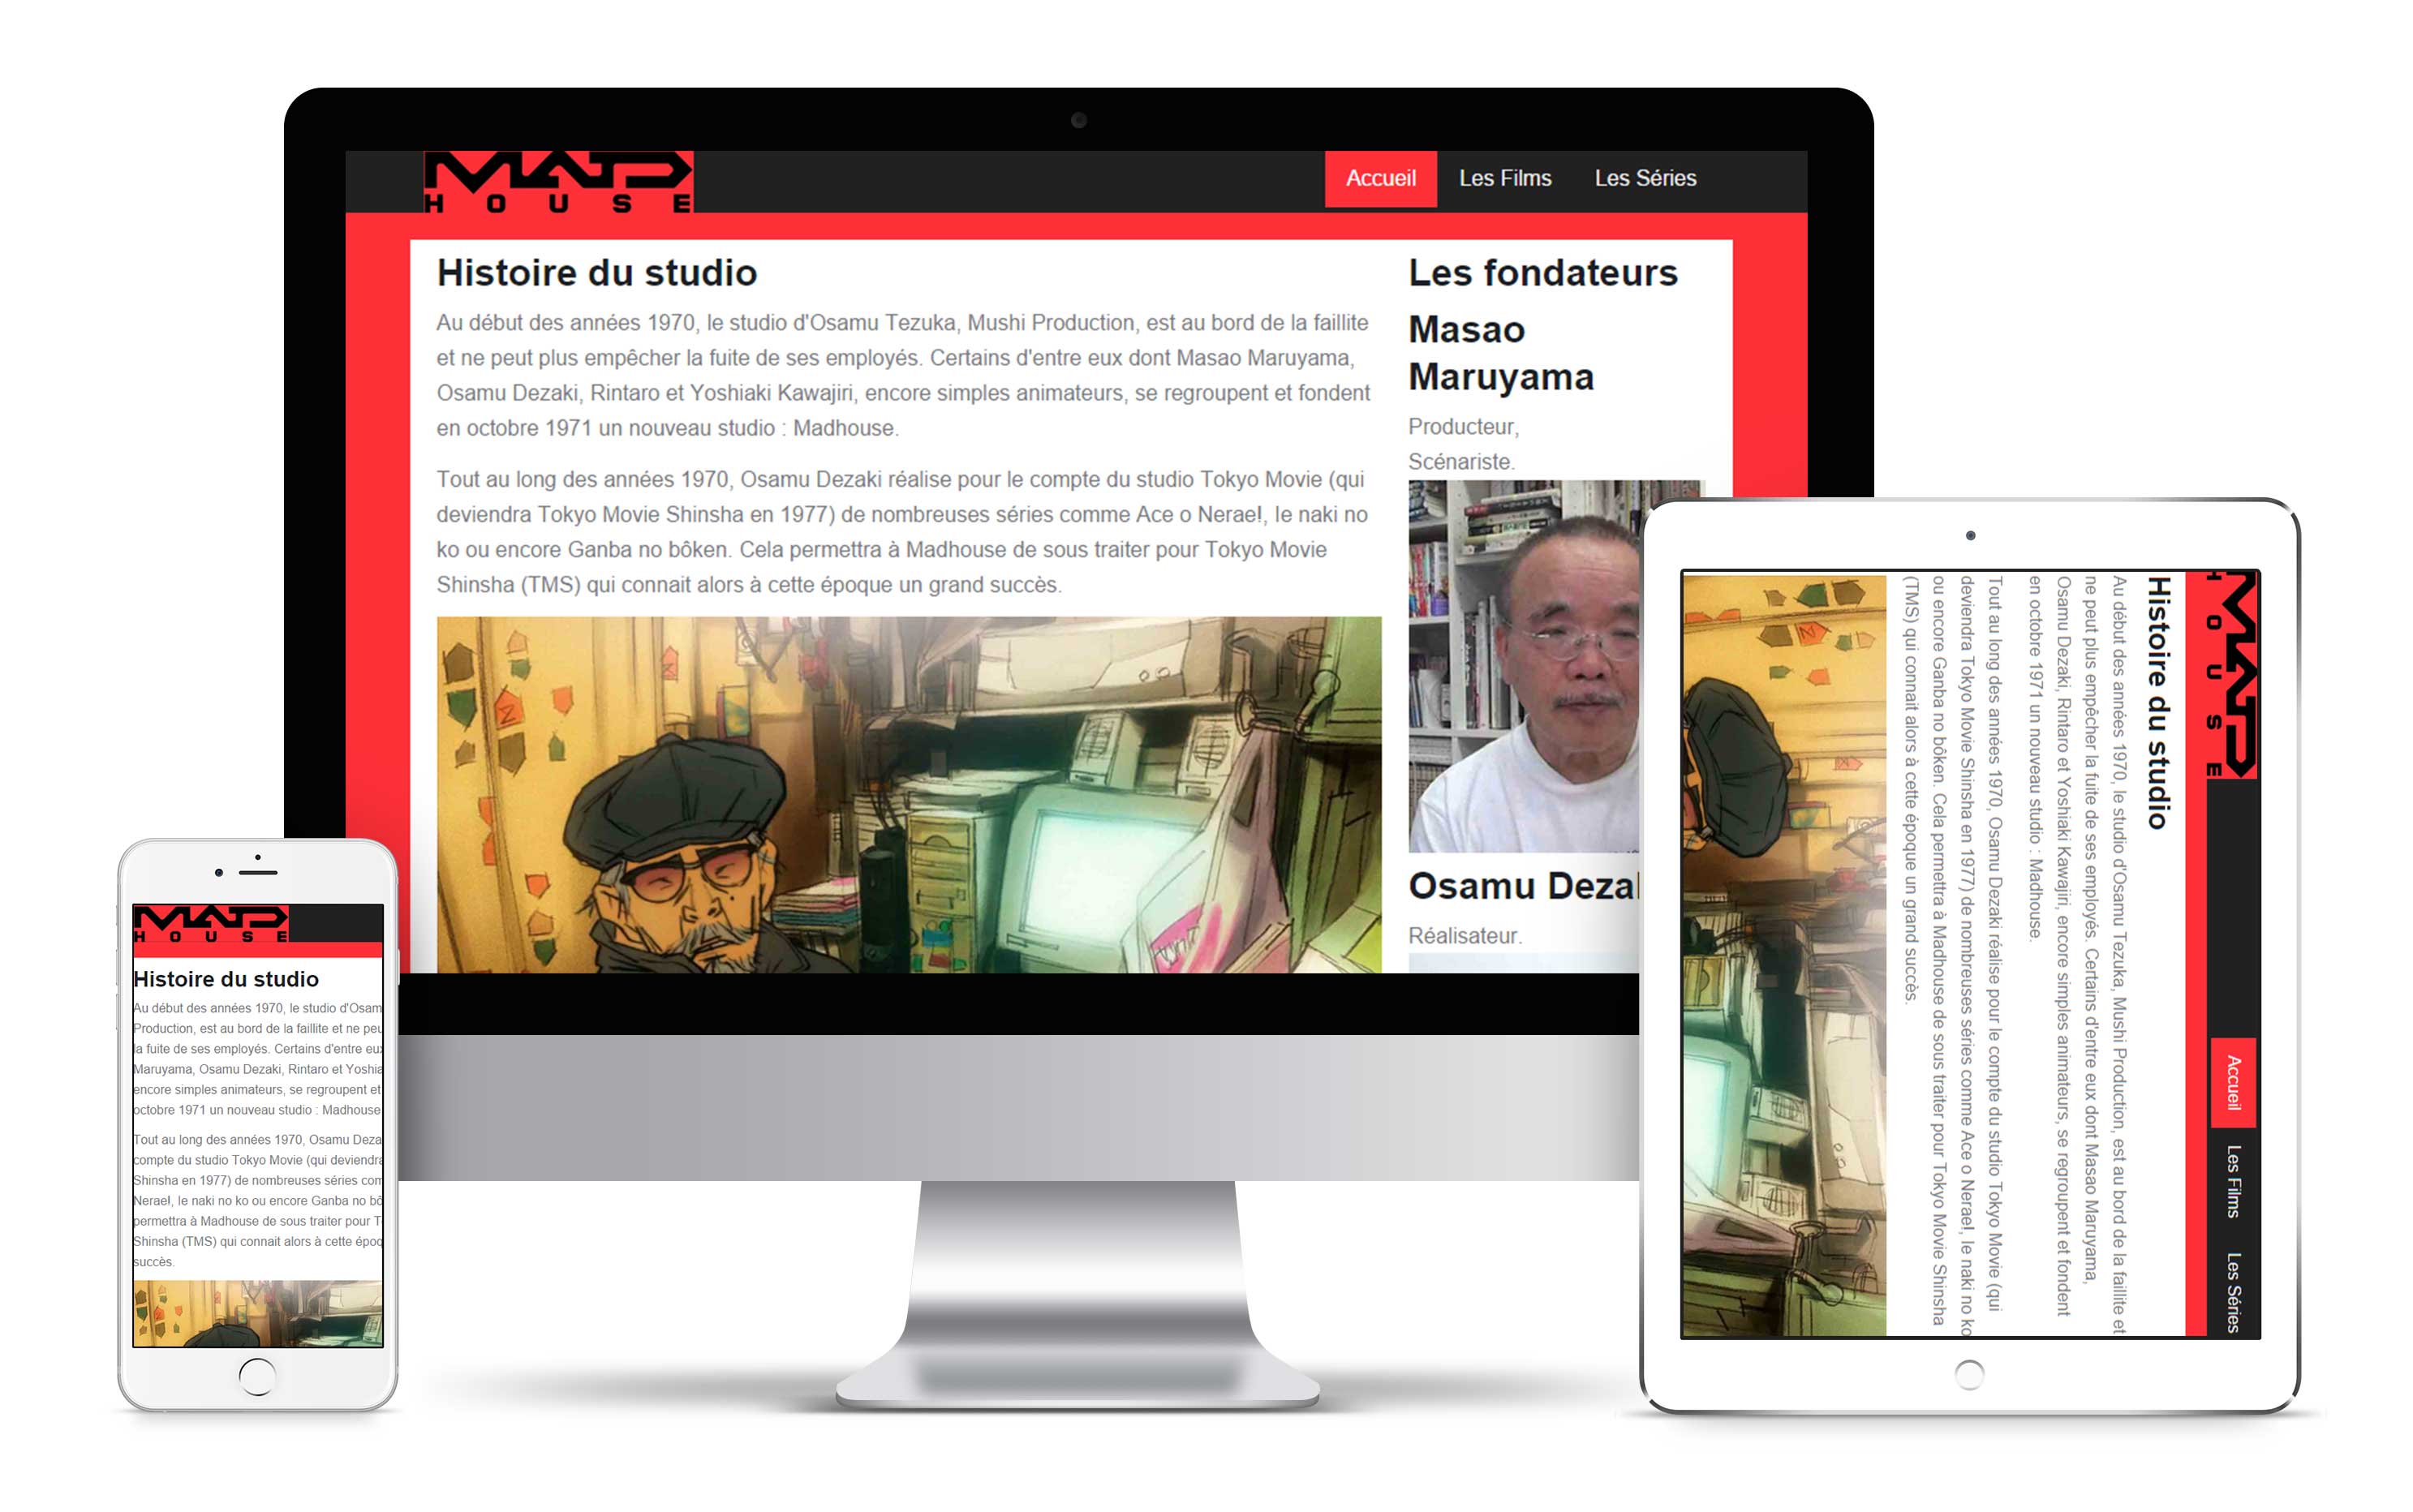 MAD
HOUSE
Accueil
Les Films
Les Séries
Histoire du studio
Au début des années 1970, le studio d'Osamu Tezuka, Mushi Production, est au bord de la faillite
et ne peut plus empêcher la fuite de ses employés. Certains d'entre eux dont Masao Maruyama,
Osamu Dezaki, Rintaro et Yoshiaki Kawajiri, encore simples animateurs, se regroupent et fondent
en octobre 1971 un nouveau studio : Madhouse.
Tout au long des années 1970, Osamu Dezaki réalise pour le compte du studio Tokyo Movie (qui
deviendra Tokyo Movie Shinsha en 1977) de nombreuses séries comme Ace o Nerae!, Ie naki no
ko ou encore Ganba no bôken. Cela permettra à Madhouse de sous traiter pour Tokyo Movie
Shinsha (TMS) qui connait alors à cette époque un grand succès.
Les fondateurs
Masao
Maruyama
Producteur,
Scénariste.
Osamu Deza
Réalisateur.
MAD
HOUSE
Histoire du studio
Au début des années 1970, le studio d'Osam
Production, est au bord de la faillite et ne peu
la fuite de ses employés. Certains d'entre eux
Maruyama, Osamu Dezaki, Rintaro et Yoshia
encore simples animateurs, se regroupent et
octobre 1971 un nouveau studio : Madhouse
Tout au long des années 1970, Osamu Deza
compte du studio Tokyo Movie (qui deviendra
Shinsha en 1977) de nombreuses séries com
Nerae!, Ie naki no ko ou encore Ganba no bô
permettra à Madhouse de sous traiter pour T
Shinsha (TMS) qui connait alors à cette époq
succès.
MAD
HOUSE
Accueil
Les Films
Les Séries
Histoire du studio
Au début des années 1970, le studio d'Osamu Tezuka, Mushi Production, est au bord de la faillite et
ne peut plus empêcher la fuite de ses employés. Certains d'entre eux dont Masao Maruyama,
Osamu Dezaki, Rintaro et Yoshiaki Kawajiri, encore simples animateurs, se regroupent et fondent
en octobre 1971 un nouveau studio : Madhouse.
Tout au long des années 1970, Osamu Dezaki réalise pour le compte du studio Tokyo Movie (qui
deviendra Tokyo Movie Shinsha en 1977) de nombreuses séries comme Ace o Nerae!, Ie naki no ko
ou encore Ganba no bôken. Cela permettra à Madhouse de sous traiter pour Tokyo Movie Shinsha
(TMS) qui connait alors à cette époque un grand succès.